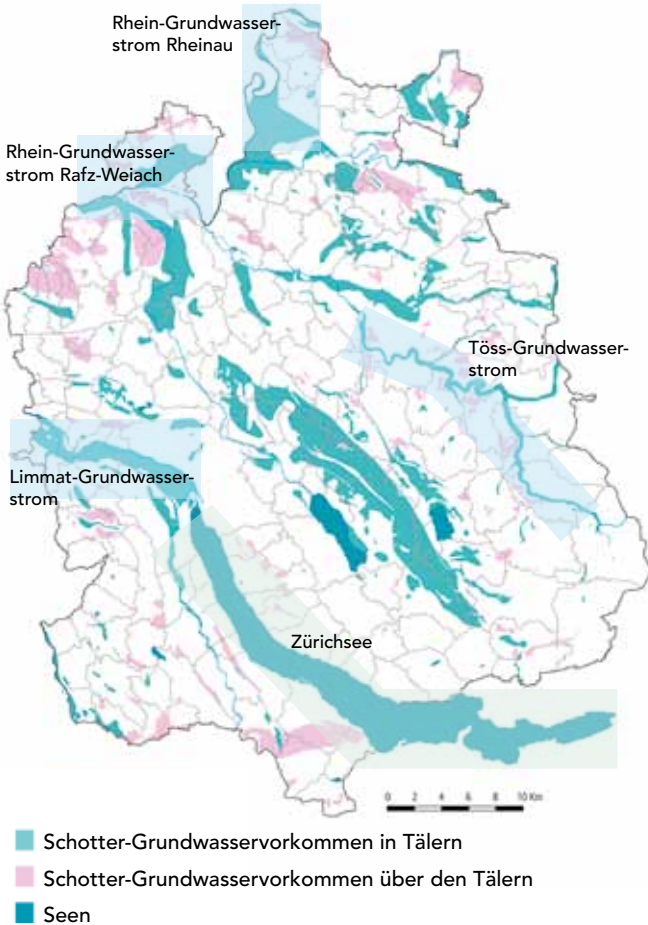 Rhein-Grundwasser-
strom Rheinau
Rhein-Grundwasser-
strom Rafz-Weiach
Töss-Grundwasser-
strom
Limmat-Grundwasser-
strom
Zürichsee
0 2 4 6 8 10 Km
Schotter-Grundwasservorkommen in Tälern
Schotter-Grundwasservorkommen über den Tälern
Seen